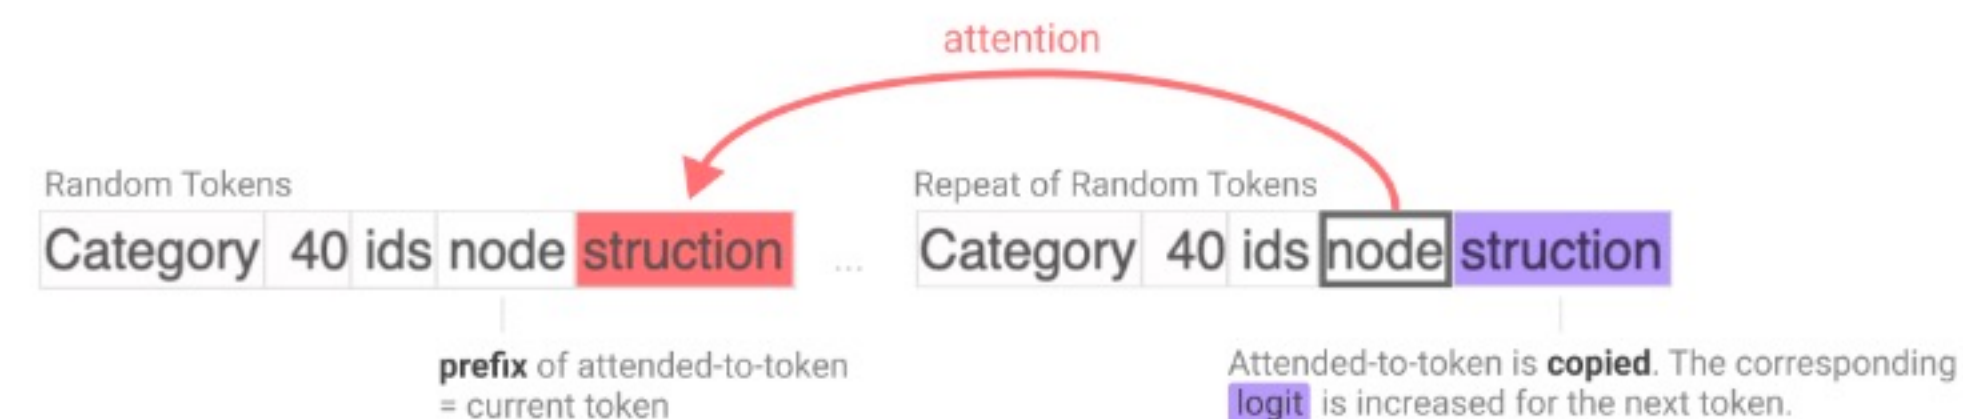 attention
Random Tokens
Repeat of Random Tokens
Category 40 ids node struction ... Category 40 ids node struction
prefix of attended-to-token
= current token
Attended-to-token is copied. The corresponding
logit is increased for the next token.